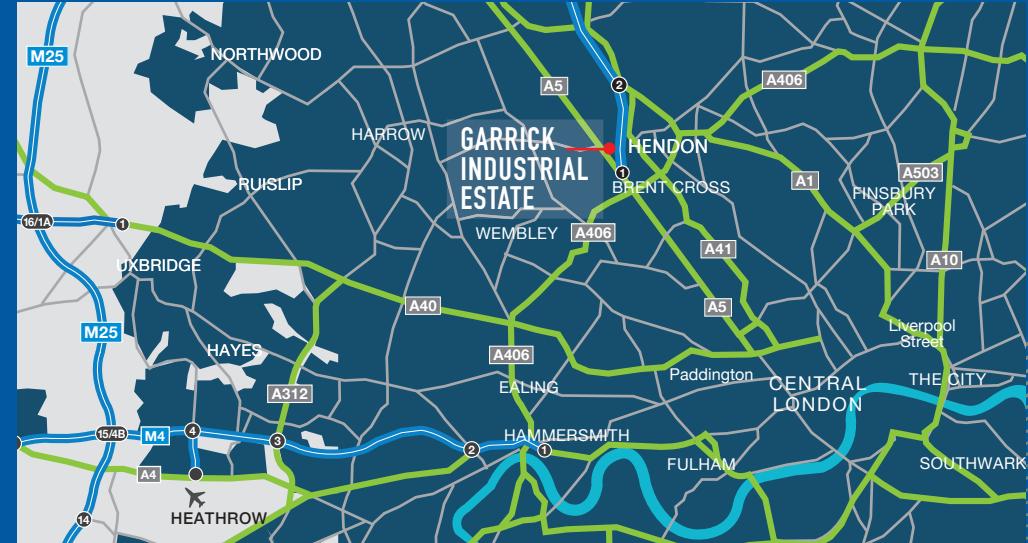 M25
NORTHWOOD
A5
2
A406
HARROW
GARRICK
INDUSTRIAL
ESTATE
HENDON
1
BRENT CROSS
A1
A503
FINSBURY
PARK
RUISLIP
16/1A
1
WEMBLEY
A406
A41
A10
UXBRIDGE
M25
A40
A5
Liverpool
Street
HAYES
A406
A312
EALING
Paddington
CENTRAL
LONDON
THE CITY
15/4B
M4
4
3
2
HAMMERSMITH
1
FULHAM
SOUTHWARK
A4
HEATHROW
14